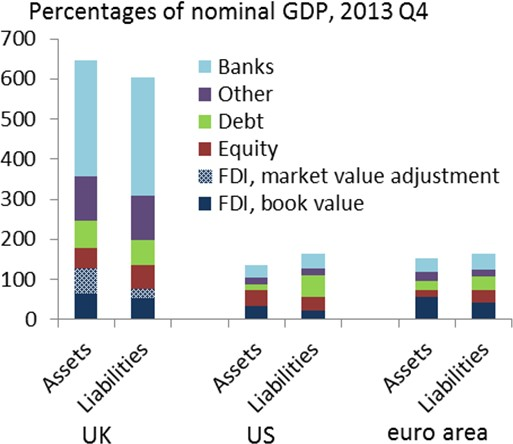 Percentages of nominal GDP, 2013 Q4
700
600
500
400
300
200
100
0
Banks
Other
Debt
Equity
FDI, market value adjustment
FDI, book value
Assets
Liabilities
Assets
Liabilities
Assets
Liabilities
UK
US
euro area